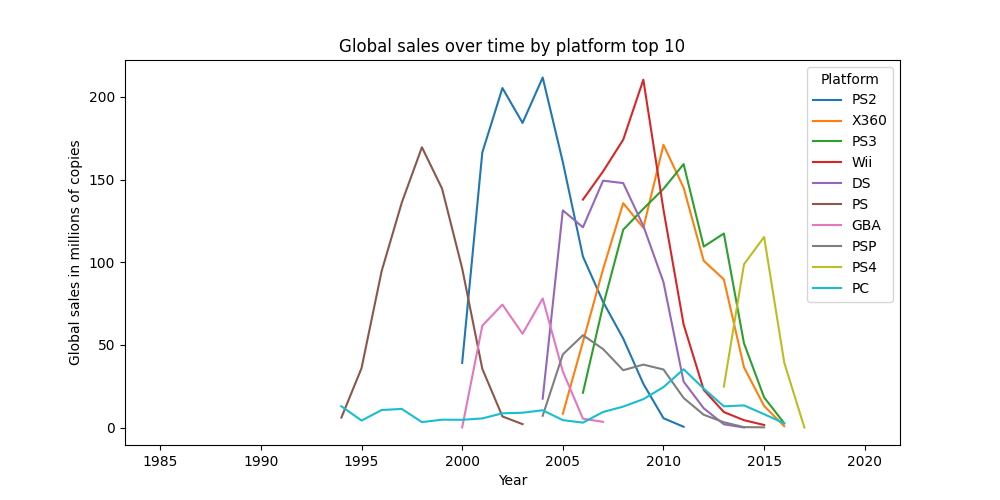 Global sales over time by platform top 10
Global sales in millions of copies
200
150
100
50
0
Platform
PS2
X360
PS3
Wii
DS
PS
GBA
PSP
PS4
PC
1985 1990 1995 2000 2005 2010 2015 2020
Year